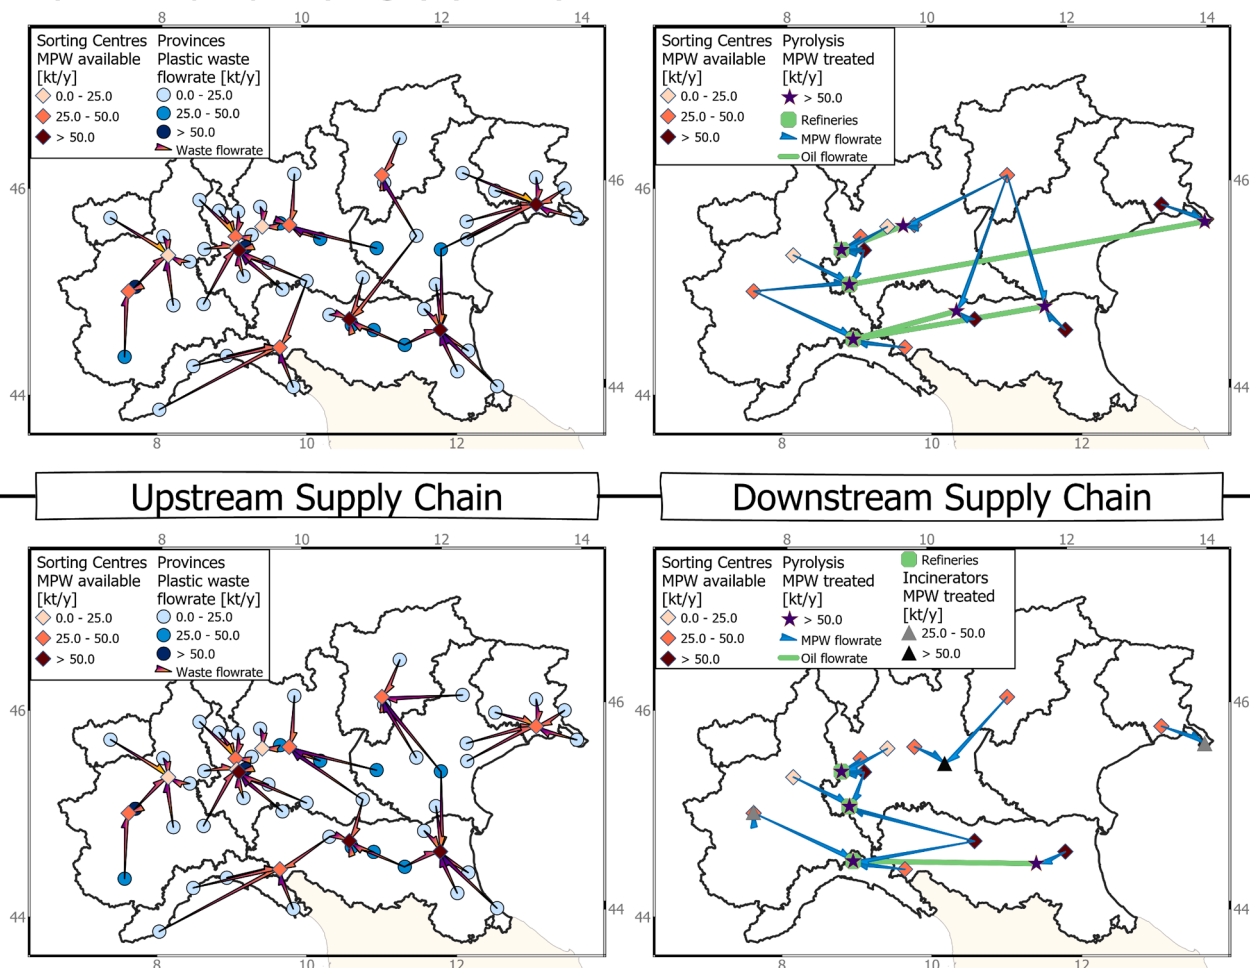 8 10 12 14
Sorting Centres Provinces
MPW available Plastic waste
[kt/y] flowrate [kt/y]
0.0 - 25.0 0.0 - 25.0
25.0 - 50.0 25.0 - 50.0
> 50.0 > 50.0
Waste flowrate
46 46
44 44
8 10 12
8 10 12 14
Sorting Centres Pyrolysis
MPW available MPW treated
[kt/y] [kt/y]
0.0 - 25.0 > 50.0
25.0 - 50.0 Refineries
> 50.0 MPW flowrate
Oil flowrate
46
44
8 10 12
Upstream Supply Chain
Downstream Supply Chain
8 10 12 14
Sorting Centres Provinces
MPW available Plastic waste
[kt/y] flowrate [kt/y]
0.0 - 25.0 0.0 - 25.0
25.0 - 50.0 25.0 - 50.0
> 50.0 > 50.0
Waste flowrate
46 46
44 44
8 10 12
8 10 12 14
Sorting Centres Pyrolysis Refineries
MPW available MPW treated Incinerators
[kt/y] [kt/y] MPW treated
0.0 - 25.0 > 50.0 [kt/y]
25.0 - 50.0 MPW flowrate 25.0 - 50.0
> 50.0 Oil flowrate > 50.0
46
44
8 10 12